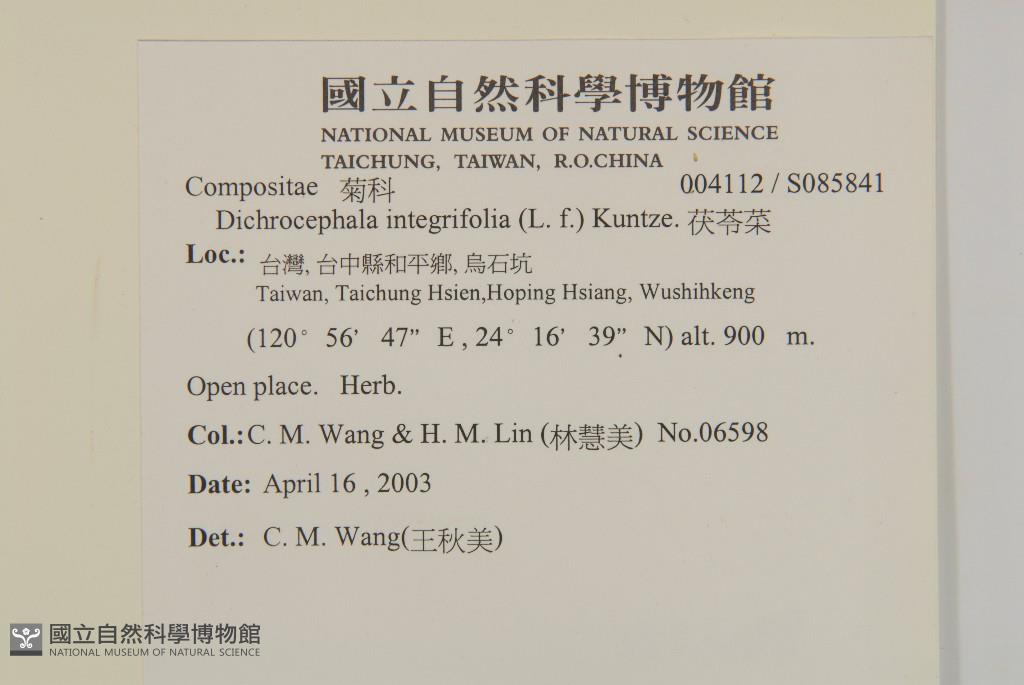 國立自然科學博物館
NATIONAL MUSEUM OF NATURAL SCIENCE
TAICHUNG, TAIWAN, R.O.CHINA
Compositae 菊科 004112 / S085841
Dichrocephala integrifolia (L. f.) Kuntze. 茯苓菜
Loc.: 台灣, 台中縣和平鄉, 烏石坑
Taiwan, Taichung Hsien,Hoping Hsiang, Wushihkeng
(120° 56’ 47” E , 24° 16’ 39” N) alt. 900 m.
Open place. Herb.
Col.: C. M. Wang & H. M. Lin (林慧美) No.06598
Date: April 16 , 2003
Det.: C. M. Wang(王秋美)
國立自然科學博物館
NATIONAL MUSEUM OF NATURAL SCIENCE